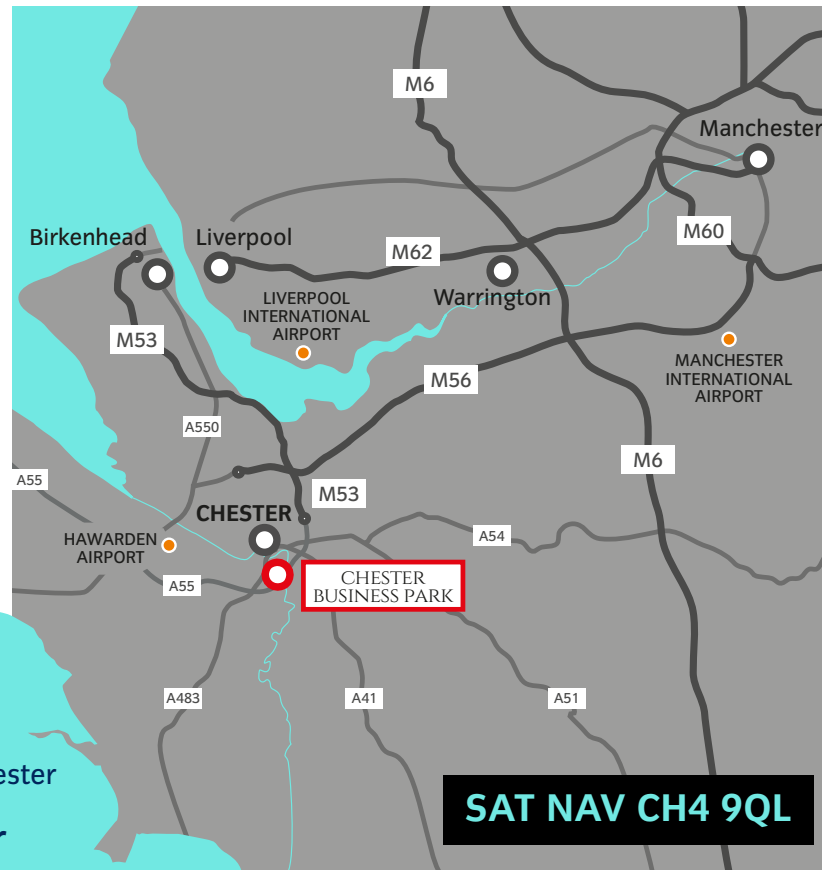 M6
Manchester
M60
Birkenhead
Liverpool
M62
Warrington
LIVERPOOL
INTERNATIONAL
AIRPORT
M53
MANCHESTER
INTERNATIONAL
AIRPORT
M56
A550
M6
A55
M53
CHESTER
A54
HAWARDEN
AIRPORT
CHESTER
BUSINESS PARK
A55
A483
A41
A51
ester
r
SAT NAV CH4 9QL